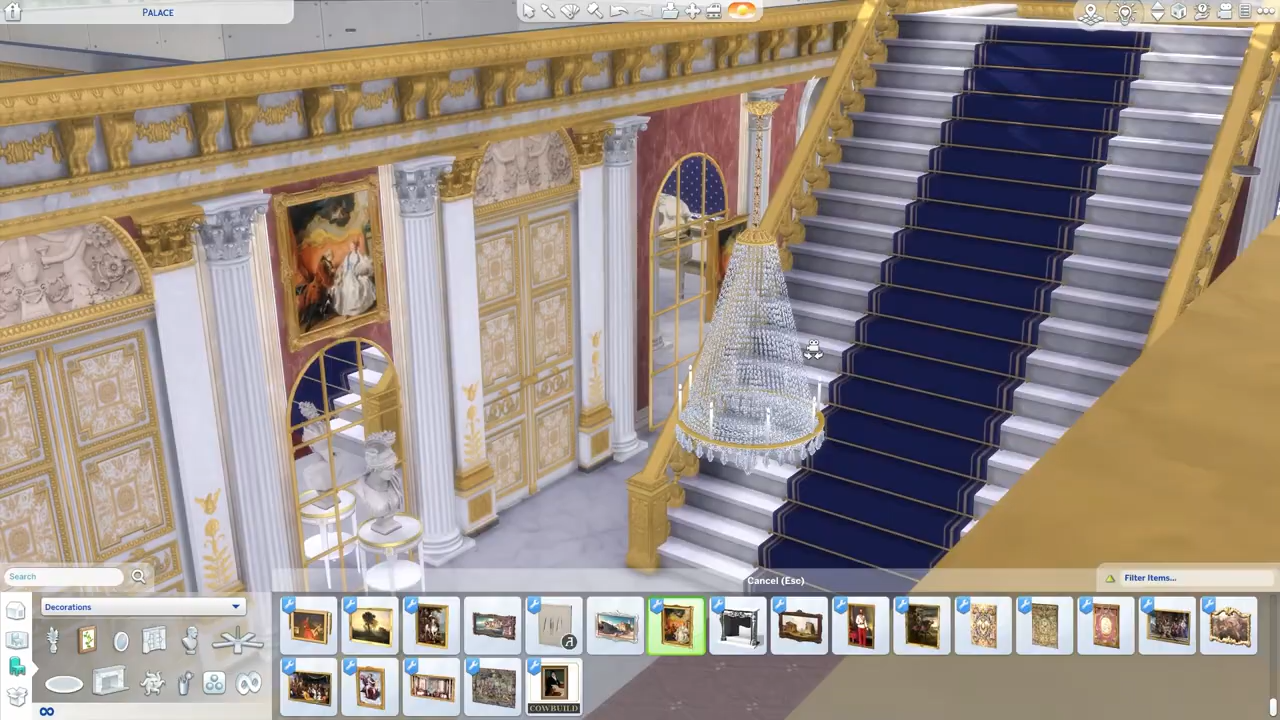 PALACE
Cancel (Esc)
Search
Filter Items...
Decorations
a
COWBUILD